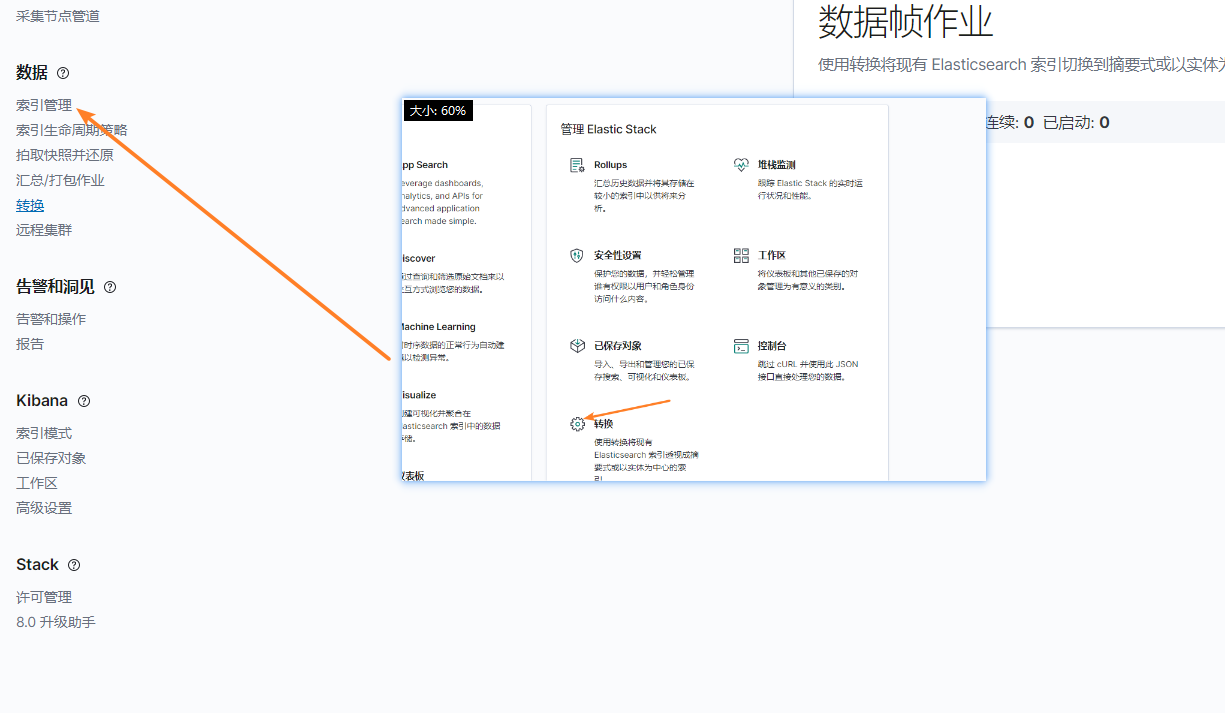 采集节点管道
数据
索引管理
索引生命周期策略
拍取快照并还原
汇总/打包作业
转换
远程集群
告警和洞见
告警和操作
报告
Kibana
索引模式
已保存对象
工作区
高级设置
Stack
许可管理
8.0 升级助手
数据帧作业
使用转换将现有 Elasticsearch 索引切换到摘要式或以实体为
连续: 0 已启动: 0
大小: 60%
pp Search
everage dashboards,
nalytics, and APIs for
dvanced application
earch made simple.
iscover
过查询和筛选原始文档来以
互方式浏览您的数据。
Machine Learning
时序数据的正常行为自动建
以检测异常。
isualize
建可视化并聚合在
lasticsearch 索引中的数据
存储。
仪表板
管理 Elastic Stack
Rollups
汇总历史数据并将其存储在
较小的索引中以供将来分
析。
堆栈监测
跟踪 Elastic Stack 的实时运
行状况和性能。
安全性设置
保护您的数据，并轻松管理
谁有权限以用户和角色身份
访问什么内容。
工作区
将仪表板和其他已保存的对
象管理为有意义的类别。
已保存对象
导入、导出和管理您的已保
存搜索、可视化和仪表板。
控制台
跳过 cURL 并使用此 JSON
接口直接处理您的数据。
转换
使用转换将现有
Elasticsearch 索引透视成摘
要式或以实体为中心的索
引